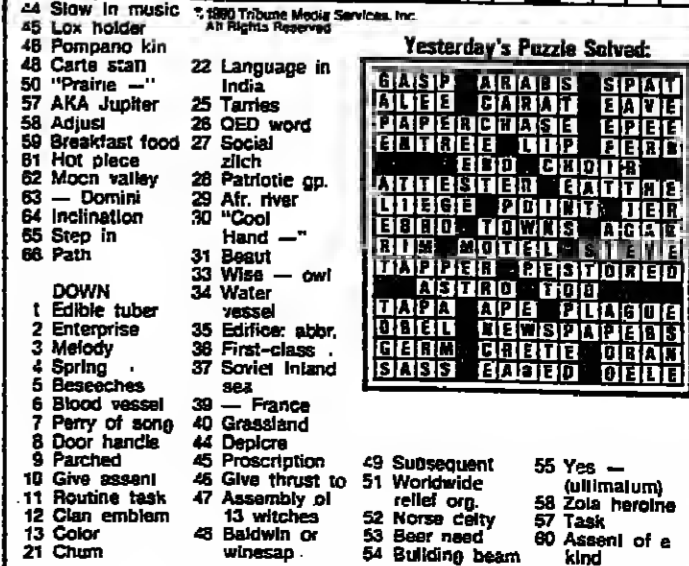 44 Slow in music
45 Lox holder
46 Pompano kin
48 Carte start
50 "Prairie —"
57 AKA Jupiter
58 Adjust
59 Breakfast food
61 Hot place
62 Moon valley
63 — Domini
64 Inclination
65 Step in
66 Path
DOWN
1 Edible tuber
2 Enterprise
3 Melody
4 Spring
5 Beseeches
6 Blood vessel
7 Perry of song
8 Door handle
9 Parched
10 Give assent
11 Routine task
12 Clan emblem
13 Color
21 Chum
©1990 Tribune Media Services, Inc.
All Rights Reserved
22 Language in
India
25 Tarries
26 QED word
27 Social
zilch
28 Patriotic gp.
29 Afr. river
30 "Cool
Hand —"
31 Beaut
33 Wise — owl
34 Water
vessel
35 Edifice: abbr.
36 First-class
37 Soviet inland
sea
39 — France
40 Grassland
44 Deplore
45 Proscription
46 Give thrust to
47 Assembly of
13 witches
48 Baldwin or
winesap
Yesterday's Puzzle Solved:
GASP ARABS SPAT
ALEE CARAT EAVE
PAPERCHASE EPEE
ENTREE LIP FERN
END CHOIR
ATTESTER EATTHE
LIEGE POINT IER
EBRO TOWNS ACAR
RIM MOTEL STEVE
TAPPER PESTORED
ASTRO TOO
TAPA APE PLAGUE
OBEL NEWSPAPERS
GERM CRETE ORAN
SASS EASED DELE
49 Subsequent
51 Worldwide
relief org.
52 Norse deity
53 Beer need
54 Building beam
55 Yes —
(ultimatum)
56 Zola heroine
57 Task
60 Assent of a
kind